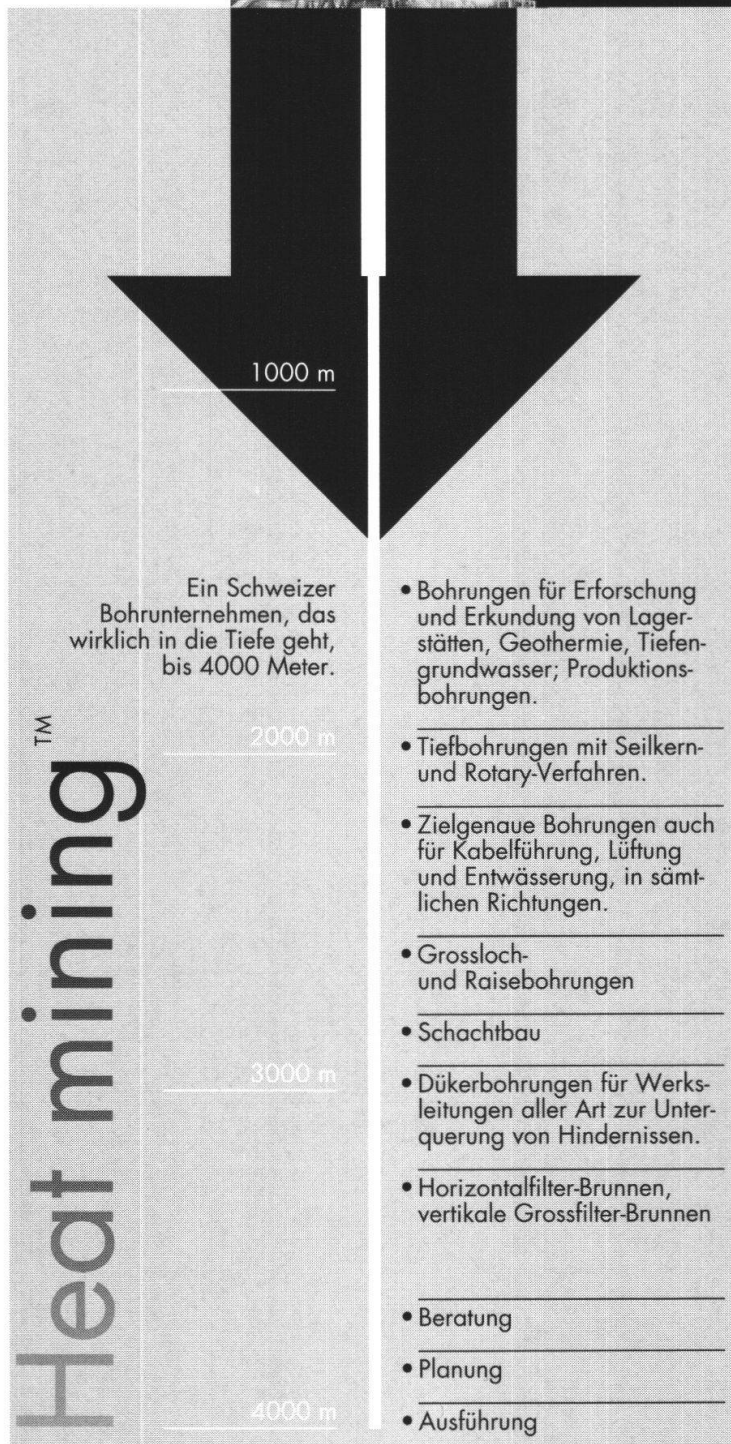 1000 m
Ein Schweizer
Bohrunternehmen, das
wirklich in die Tiefe geht,
bis 4000 Meter.
2000 m
3000 m
4000 m
Heat mining™
• Bohrungen für Erforschung
und Erkundung von Lager-
stätten, Geothermie, Tiefen-
grundwasser; Produktions-
bohrungen.
• Tiefbohrungen mit Seilkern-
und Rotary-Verfahren.
• Zielgenaue Bohrungen auch
für Kabelführung, Lüftung
und Entwässerung, in sämt-
lichen Richtungen.
• Grossloch-
und Raisebohrungen
• Schachtbau
• Dükerbohrungen für Werks-
leitungen aller Art zur Unter-
querung von Hindernissen.
• Horizontalfilter-Brunnen,
vertikale Grossfilter-Brunnen
• Beratung
• Planung
• Ausführung